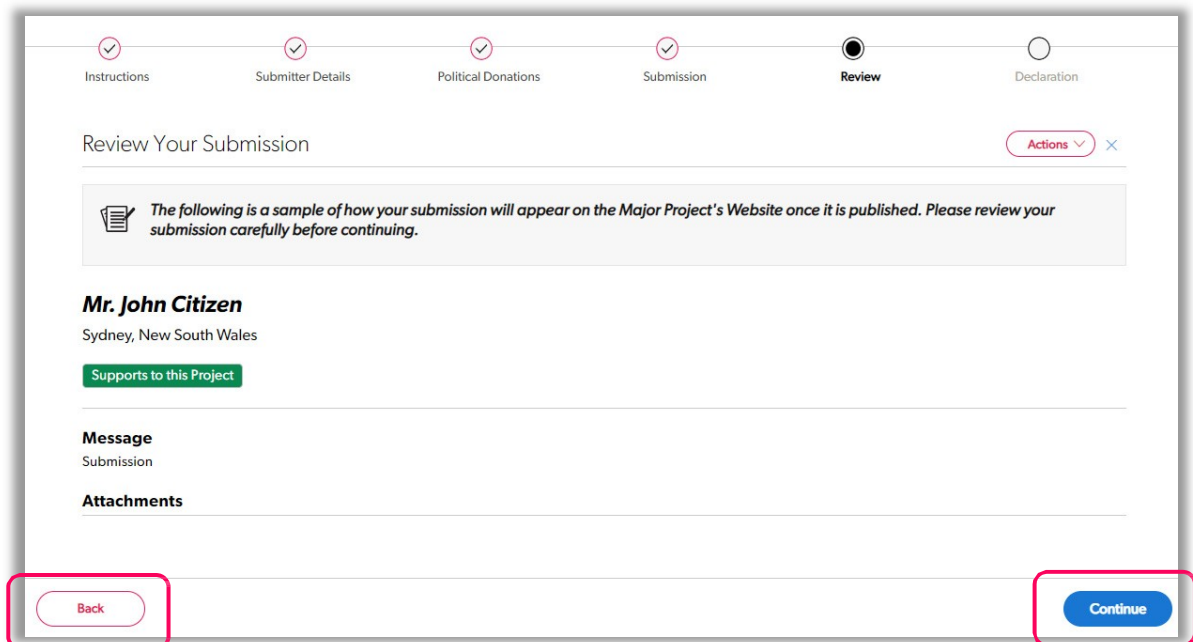 Instructions
Submitter Details
Political Donations
Submission
Review
Declaration
Review Your Submission
Actions
The following is a sample of how your submission will appear on the Major Project's Website once it is published. Please review your
submission carefully before continuing.
Mr. John Citizen
Sydney, New South Wales
Supports to this Project
Message
Submission
Attachments
Back
Continue